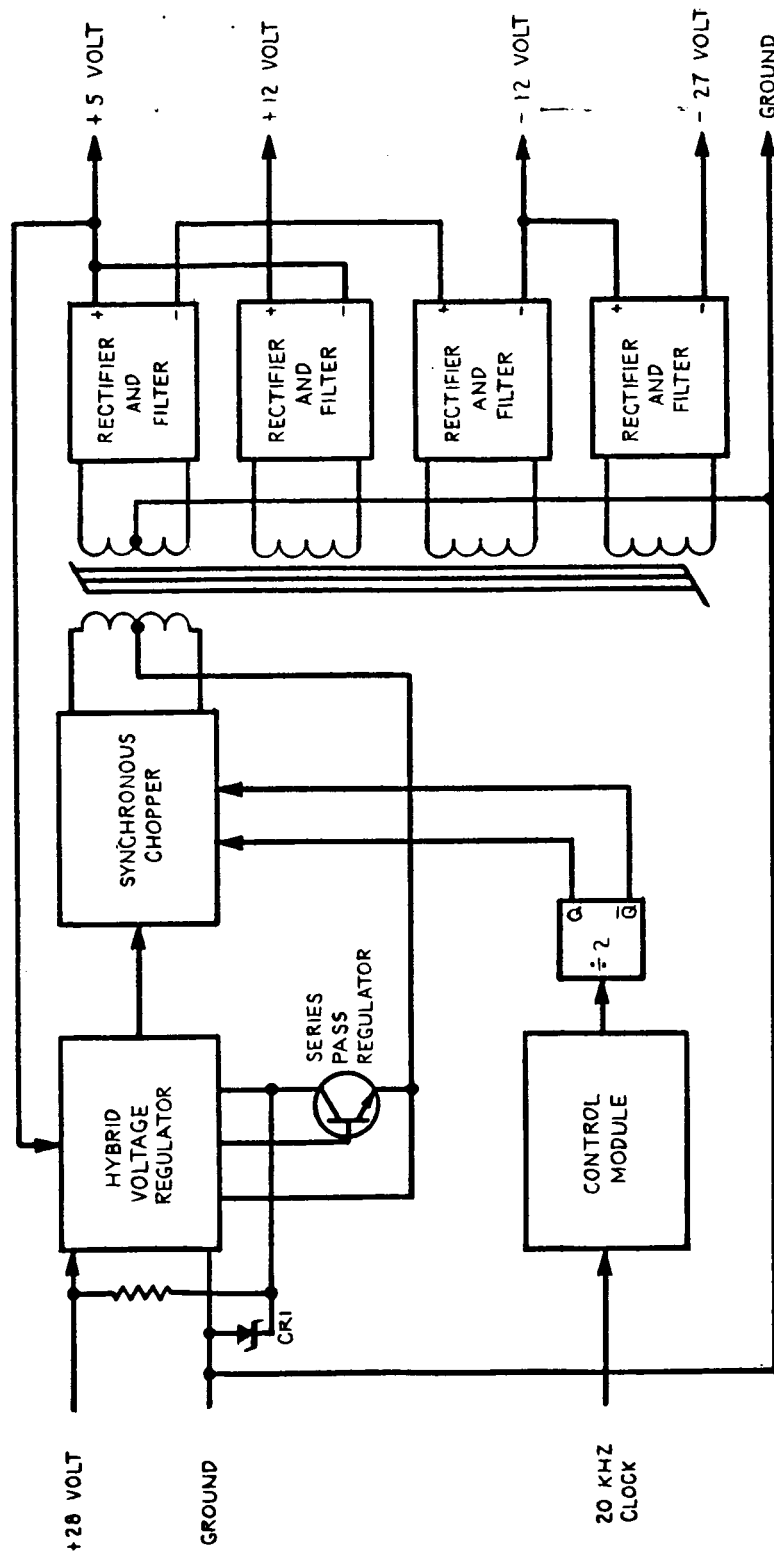 +28 VOLT
GROUND
20 KHZ
CLOCK
HYBRID
VOLTAGE
REGULATOR
CR1
SERIES
PASS
REGULATOR
CONTROL
MODULE
÷ 2
Q
Q̅
SYNCHRONOUS
CHOPPER
RECTIFIER
AND
FILTER
+
-
RECTIFIER
AND
FILTER
+
-
RECTIFIER
AND
FILTER
+
-
RECTIFIER
AND
FILTER
+
-
+5 VOLT
+12 VOLT
-12 VOLT
-27 VOLT
GROUND